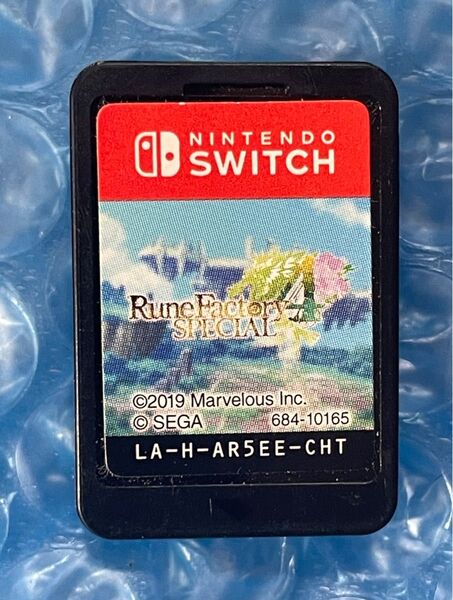 NINTENDO
SWITCH
Rune Factory 4
SPECIAL
©2019 Marvelous Inc.
© SEGA 684-10165
LA-H-AR5EE-CHT